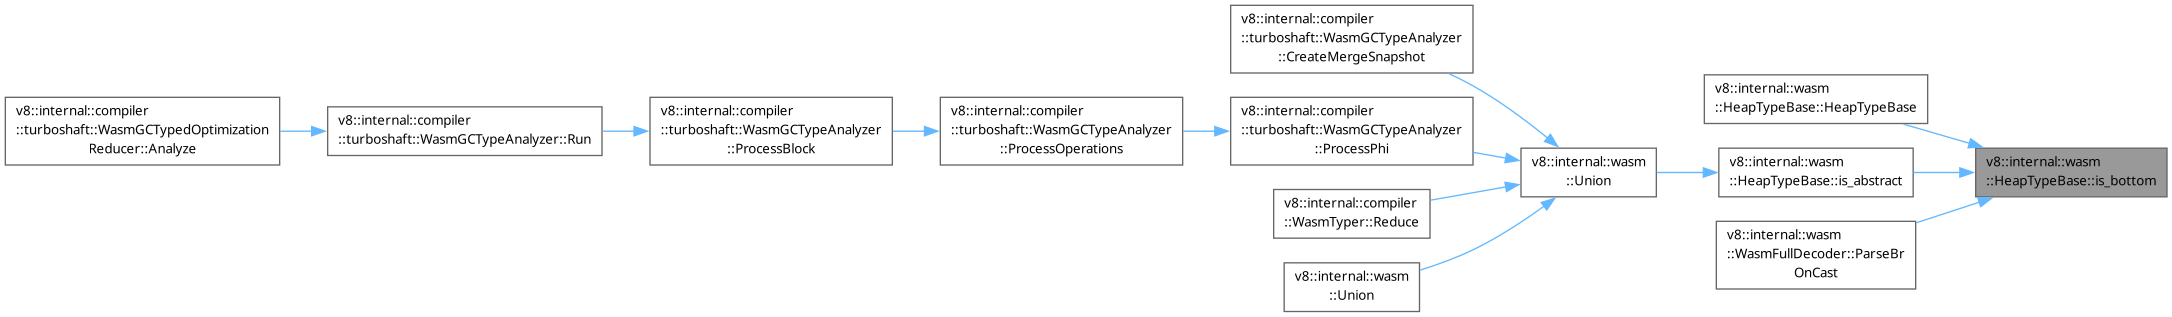 v8::internal::compiler
::turboshaft::WasmGCTypedOptimization
Reducer::Analyze
v8::internal::compiler
::turboshaft::WasmGCTypeAnalyzer::Run
v8::internal::compiler
::turboshaft::WasmGCTypeAnalyzer
::ProcessBlock
v8::internal::compiler
::turboshaft::WasmGCTypeAnalyzer
::ProcessOperations
v8::internal::compiler
::turboshaft::WasmGCTypeAnalyzer
::CreateMergeSnapshot
v8::internal::compiler
::turboshaft::WasmGCTypeAnalyzer
::ProcessPhi
v8::internal::compiler
::WasmTyper::Reduce
v8::internal::wasm
::Union
v8::internal::wasm
::Union
v8::internal::wasm
::HeapTypeBase::HeapTypeBase
v8::internal::wasm
::HeapTypeBase::is_abstract
v8::internal::wasm
::WasmFullDecoder::ParseBr
OnCast
v8::internal::wasm
::HeapTypeBase::is_bottom